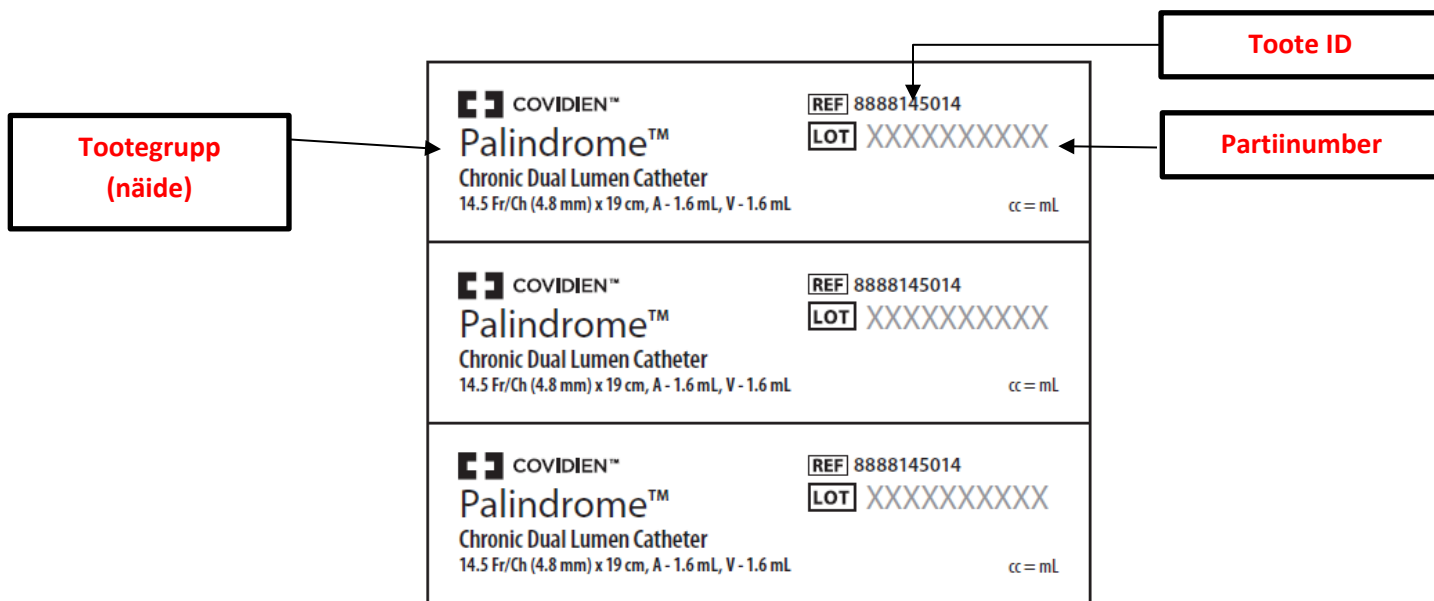 Toote ID
Tootegrupp
(näide)
Partiinumber
COVIDIEN™
REF 8888145014
Palindrome™
LOT XXXXXXXXXX
Chronic Dual Lumen Catheter
14.5 Fr/Ch (4.8 mm) x 19 cm, A - 1.6 mL, V - 1.6 mL
cc = mL
COVIDIEN™
REF 8888145014
Palindrome™
LOT XXXXXXXXXX
Chronic Dual Lumen Catheter
14.5 Fr/Ch (4.8 mm) x 19 cm, A - 1.6 mL, V - 1.6 mL
cc = mL
COVIDIEN™
REF 8888145014
Palindrome™
LOT XXXXXXXXXX
Chronic Dual Lumen Catheter
14.5 Fr/Ch (4.8 mm) x 19 cm, A - 1.6 mL, V - 1.6 mL
cc = mL